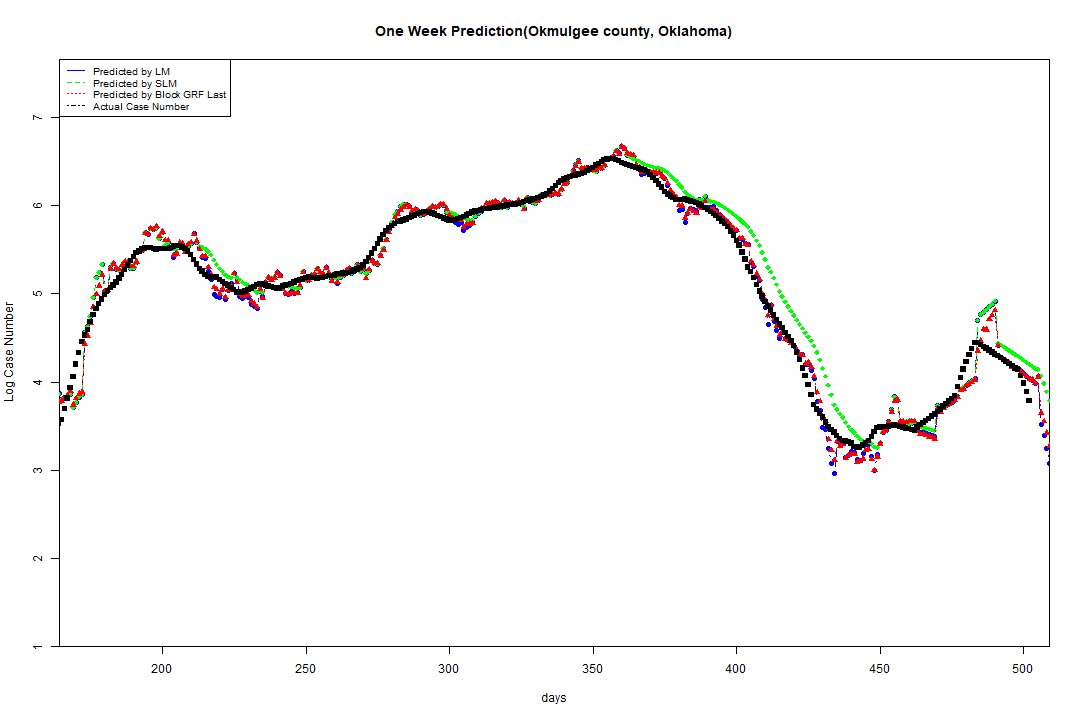 One Week Prediction(Okmulgee county, Oklahoma)
Predicted by LM
Predicted by SLM
Predicted by Block GRF Last
Actual Case Number
7
6
5
4
3
2
1
Log Case Number
200 250 300 350 400 450 500
days